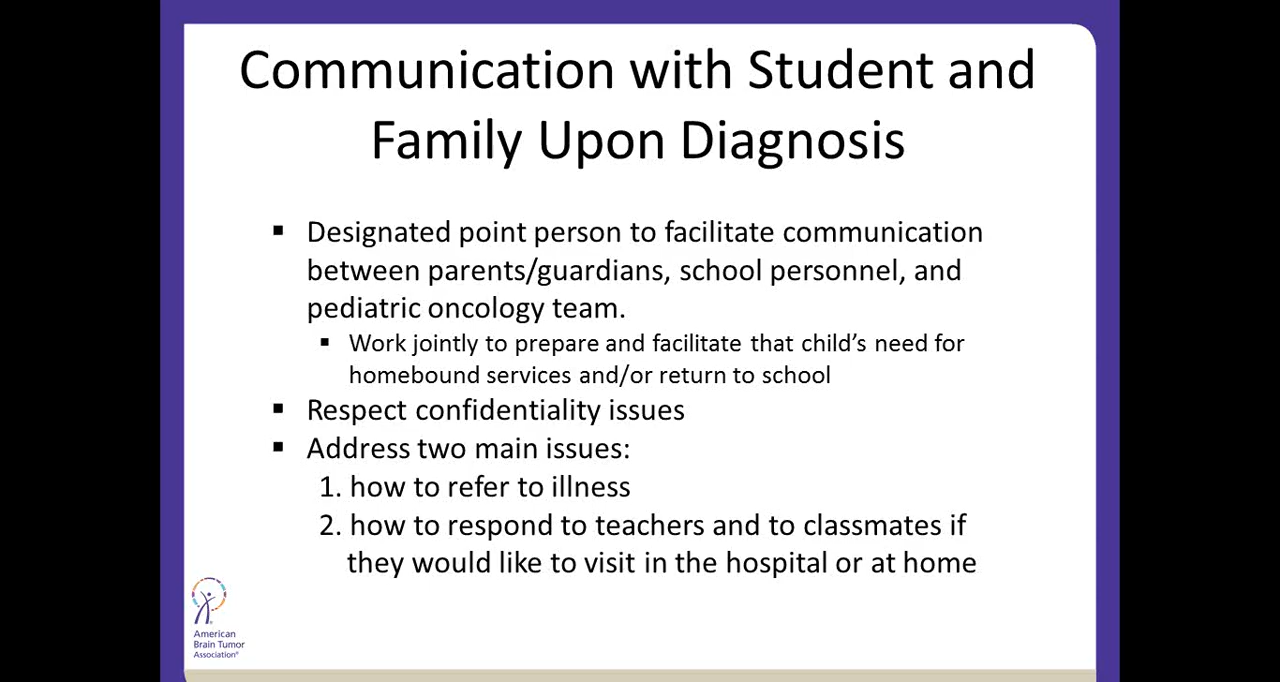 Communication with Student and
Family Upon Diagnosis
▪ Designated point person to facilitate communication
between parents/guardians, school personnel, and
pediatric oncology team.
▪ Work jointly to prepare and facilitate that child’s need for
homebound services and/or return to school
▪ Respect confidentiality issues
▪ Address two main issues:
1. how to refer to illness
2. how to respond to teachers and to classmates if
they would like to visit in the hospital or at home
American
Brain Tumor
Association®